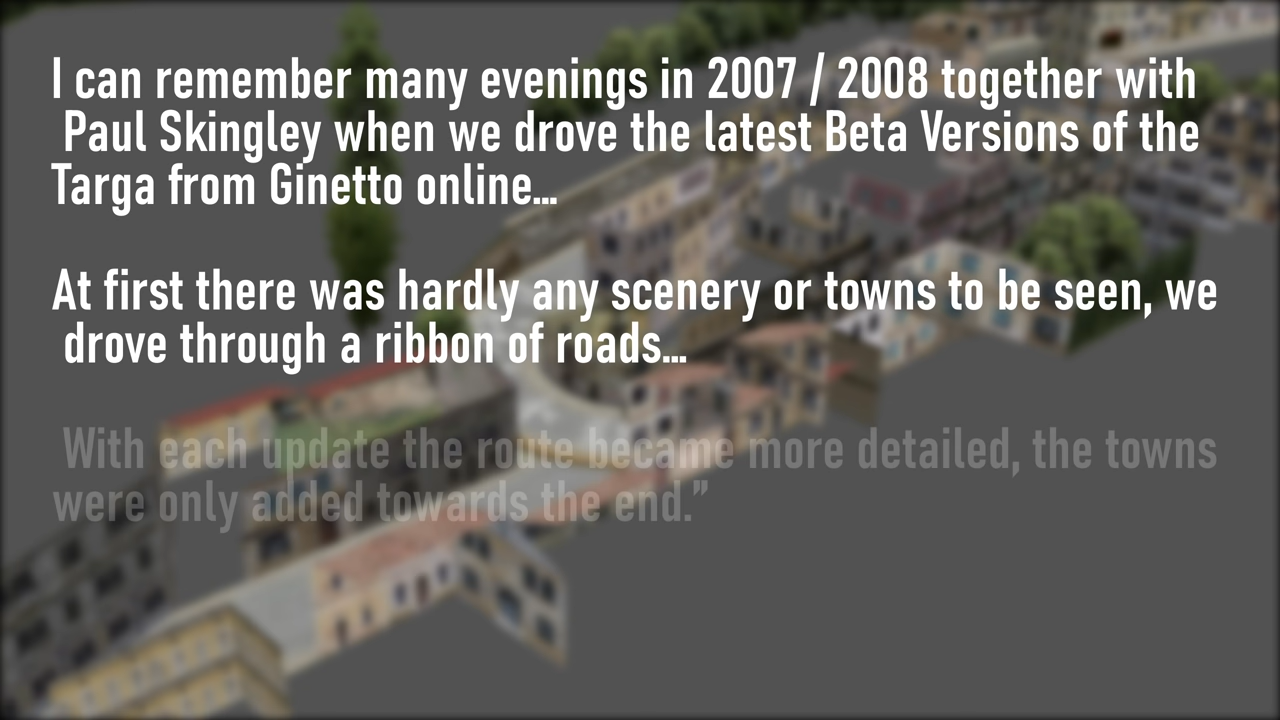 I can remember many evenings in 2007 / 2008 together with
Paul Skingley when we drove the latest Beta Versions of the
Targa from Ginetto online...
At first there was hardly any scenery or towns to be seen, we
drove through a ribbon of roads...
With each update the route became more detailed, the towns
were only added towards the end.”